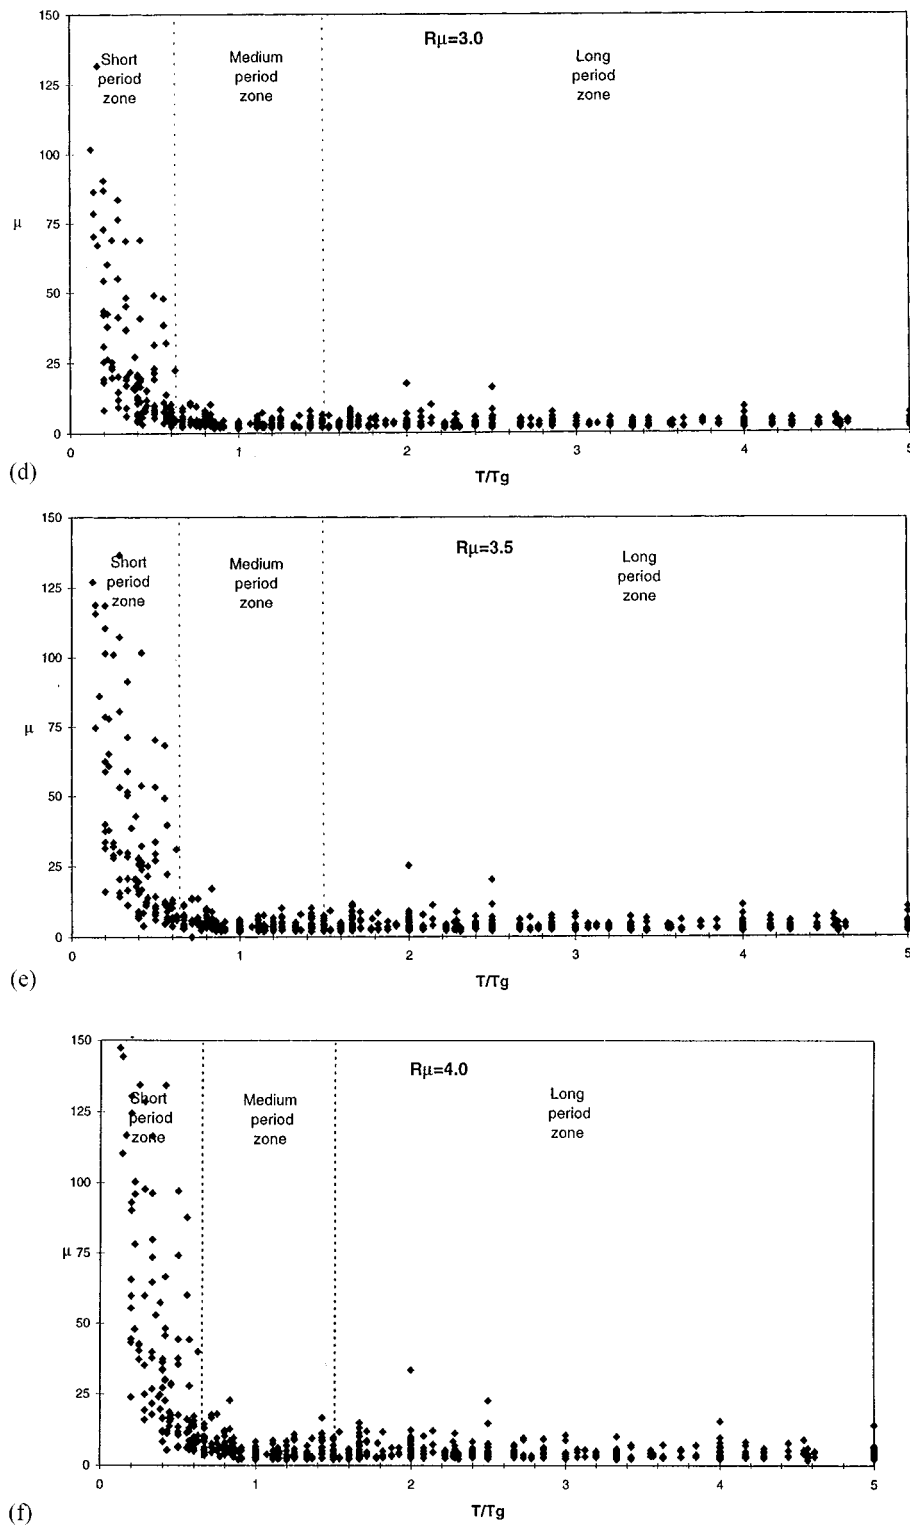 150
Rμ=3.0
Short
period
zone
Medium
period
zone
Long
period
zone
125
100
μ
75
50
25
0
0
1
2
3
4
5
(d)
T/Tg
150
Rμ=3.5
Short
period
zone
Medium
period
zone
Long
period
zone
125
100
μ
75
50
25
0
0
1
2
3
4
5
(e)
T/Tg
150
Rμ=4.0
Short
period
zone
Medium
period
zone
Long
period
zone
125
100
μ 75
50
25
0
0
1
2
3
4
5
(f)
T/Tg